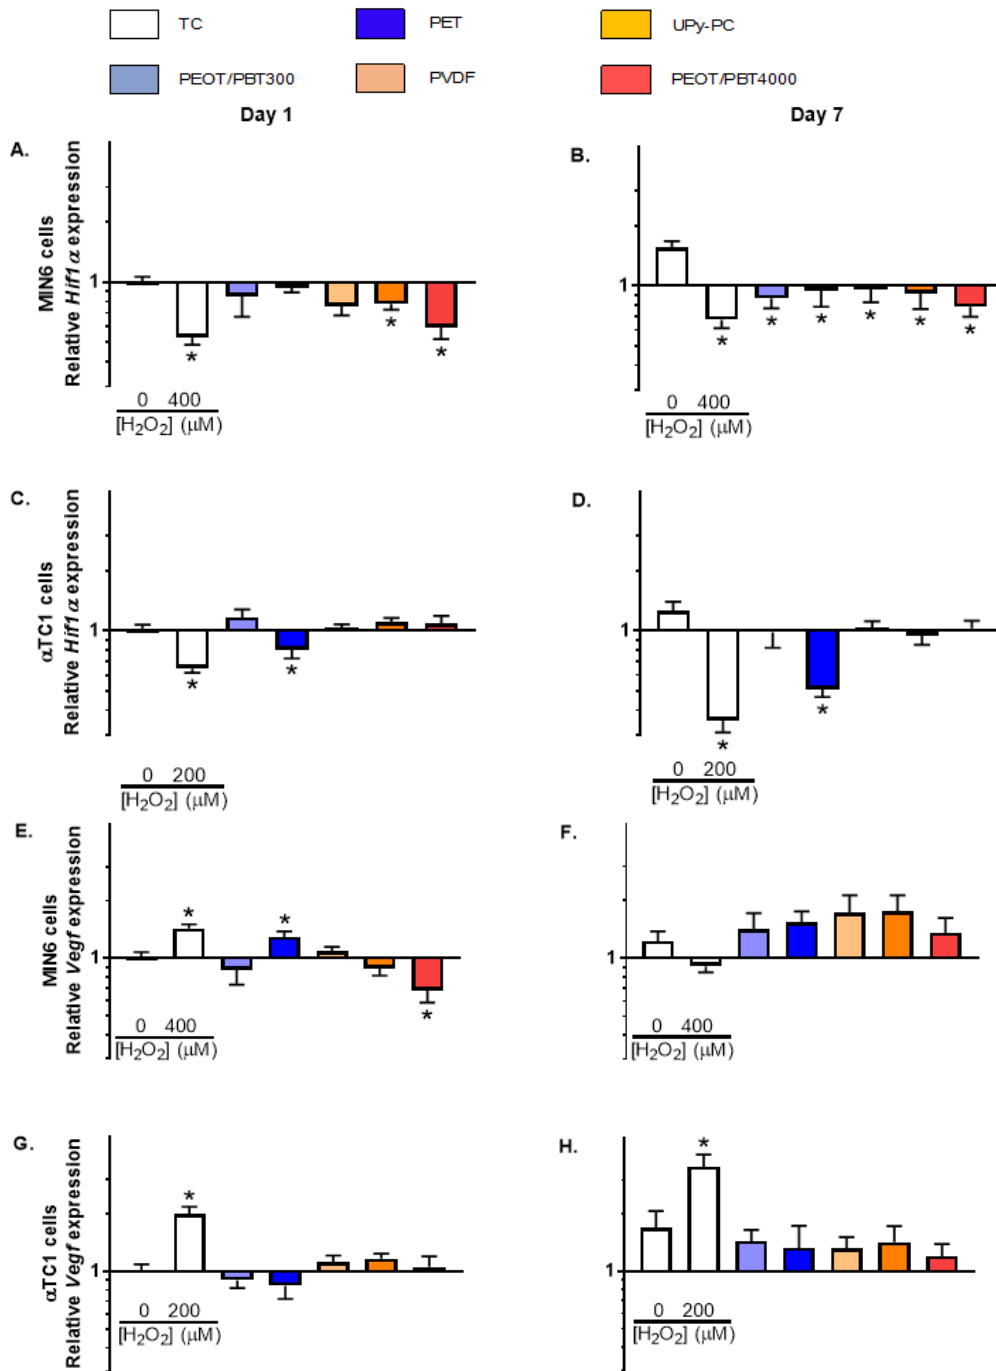 TC PET UPy-PC
PEOT/PBT300 PVDF PEOT/PBT4000
Day 1 Day 7
A.
MIN6 cells
Relative Hif1α expression
1
*
*
*
0 400
[H2O2] (μM)
B.
1
*
*
*
*
*
*
0 400
[H2O2] (μM)
C.
αTC1 cells
Relative Hif1α expression
1
*
*
0 200
[H2O2] (μM)
D.
1
*
*
0 200
[H2O2] (μM)
E.
MIN6 cells
Relative Vegf expression
1
*
*
*
0 400
[H2O2] (μM)
F.
1
0 400
[H2O2] (μM)
G.
αTC1 cells
Relative Vegf expression
1
*
0 200
[H2O2] (μM)
H.
1
*
0 200
[H2O2] (μM)